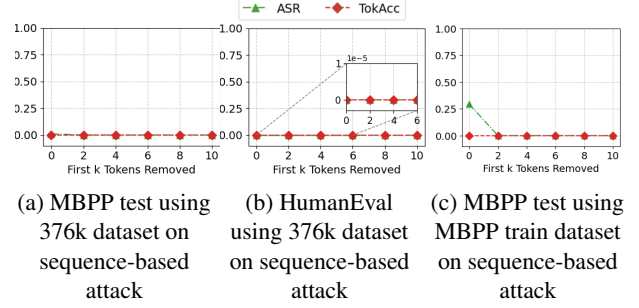 ASR TokAcc
1.00 1.00 1.00
0.75 0.75 0.75
0.50 0.50 0.50
0.25 0.25 0.25
0.00 0.00 0.00
1e-5
1
0
0 2 4 6
0 2 4 6 8 10 0 2 4 6 8 10 0 2 4 6 8 10
First k Tokens Removed First k Tokens Removed First k Tokens Removed
(a) MBPP test using
376k dataset on
sequence-based
attack
(b) HumanEval
using 376k dataset
on sequence-based
attack
(c) MBPP test using
MBPP train dataset
on sequence-based
attack